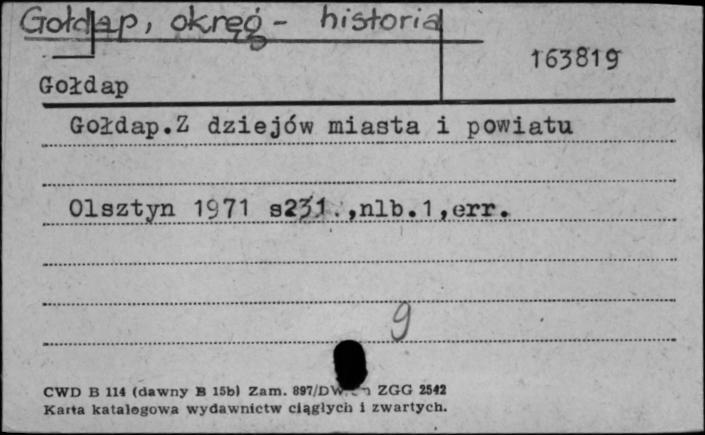 Gołdap, okręg - historia
163819
Gołdap
Gołdap.Z dziejów miasta i powiatu
Olsztyn 1971 s231.,nlb.1,err.
9
CWD B 114 (dawny B 15b) Zam. 897/DW ZGG 2542
Karta katalogowa wydawnictw ciągłych i zwartych.